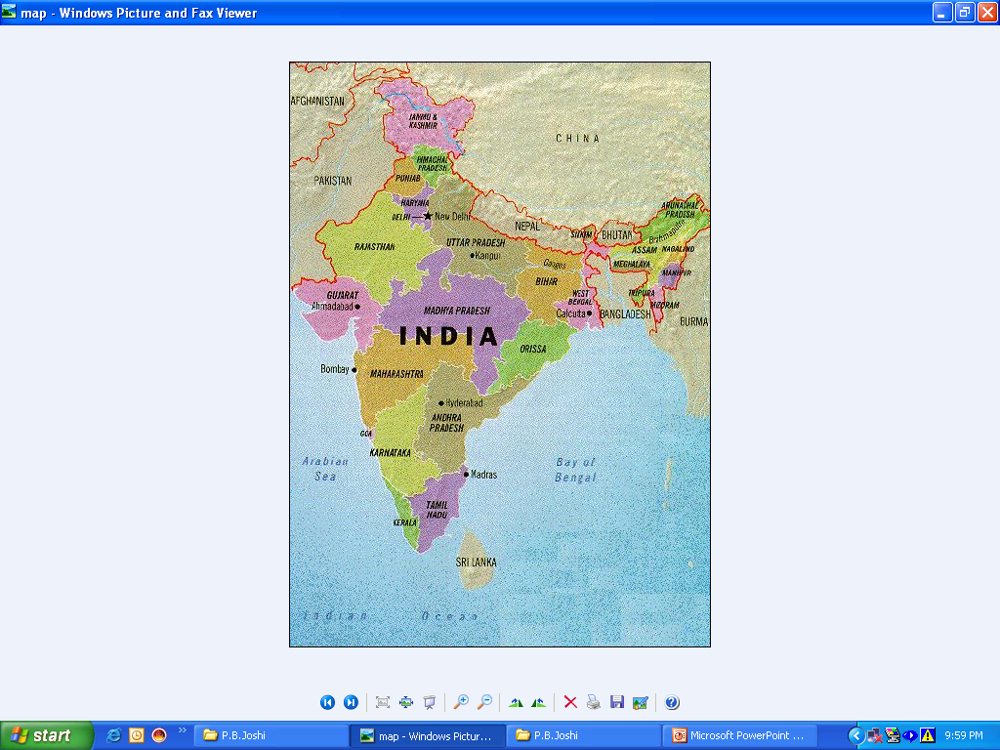 map - Windows Picture and Fax Viewer
AFGHANISTAN
JAMMU &
KASHMIR
CHINA
HIMACHAL
PRADESH
PUNJAB
PAKISTAN
HARYANA
DELHI
New Delhi
ARUNACHAL
PRADESH
NEPAL
SIKKIM
BHUTAN
Brahmaputra
RAJASTHAN
UTTAR PRADESH
Kanpur
ASSAM
NAGALAND
Ganges
MEGHALAYA
BIHAR
MANIPUR
GUJARAT
Ahmadabad
WEST
BENGAL
TRIPURA
MIZORAM
MADHYA PRADESH
Calcutta
BANGLADESH
BURMA
INDIA
ORISSA
Bombay
MAHARASHTRA
Hyderabad
ANDHRA
PRADESH
GOA
KARNATAKA
Arabian
Sea
Bay of
Bengal
Madras
TAMIL
NADU
KERALA
SRI LANKA
Indian Ocean
start
P.B.Joshi
map - Windows Pictur...
P.B.Joshi
Microsoft PowerPoint ...
9:59 PM